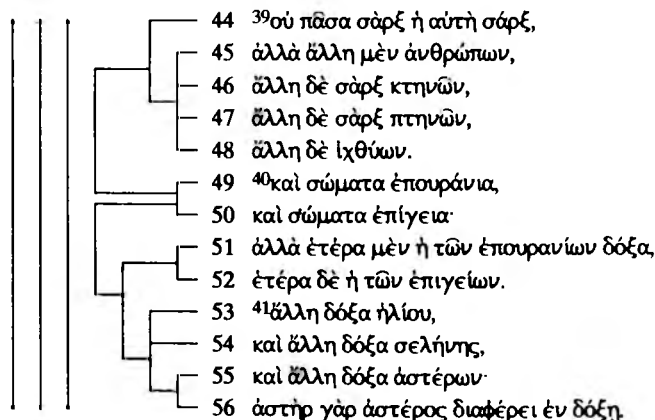 44 ³⁹οὐ πᾶσα σὰρξ ἡ αὐτὴ σάρξ,
45 ἀλλὰ ἄλλη μὲν ἀνθρώπων,
46 ἄλλη δὲ σὰρξ κτηνῶν,
47 ἄλλη δὲ σὰρξ πτηνῶν,
48 ἄλλη δὲ ἰχθύων.
49 ⁴⁰καὶ σώματα ἐπουράνια,
50 καὶ σώματα ἐπίγεια·
51 ἀλλὰ ἑτέρα μὲν ἡ τῶν ἐπουρανίων δόξα,
52 ἑτέρα δὲ ἡ τῶν ἐπιγείων.
53 ⁴¹ἄλλη δόξα ἡλίου,
54 καὶ ἄλλη δόξα σελήνης,
55 καὶ ἄλλη δόξα ἀστέρων·
56 ἀστὴρ γὰρ ἀστέρος διαφέρει ἐν δόξῃ.